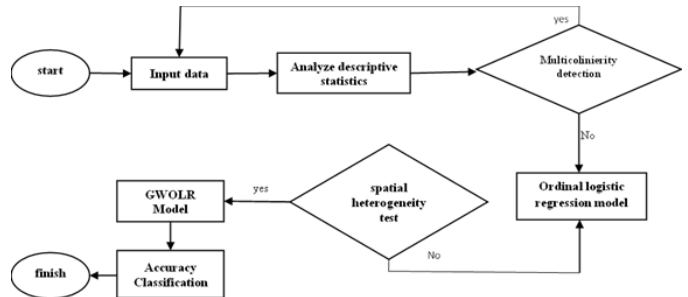 yes
start
Input data
Analyze descriptive
statistics
Multicolinierity
detection
No
GWOLR
Model
yes
spatial
heterogeneity
test
Ordinal logistic
regression model
No
finish
Accuracy
Classification